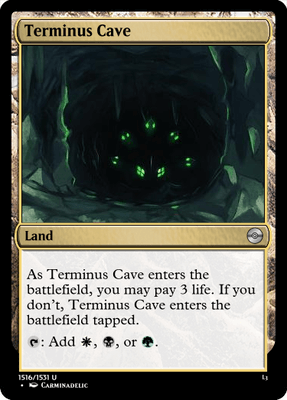 Terminus Cave
Land
As Terminus Cave enters the
battlefield, you may pay 3 life. If you
don't, Terminus Cave enters the
battlefield tapped.
: Add , , or .
1516/1531 U
• Carminadelic